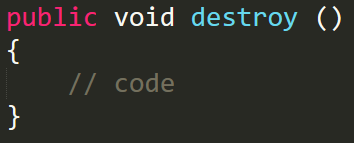 public void destroy ()
{
    // code
}